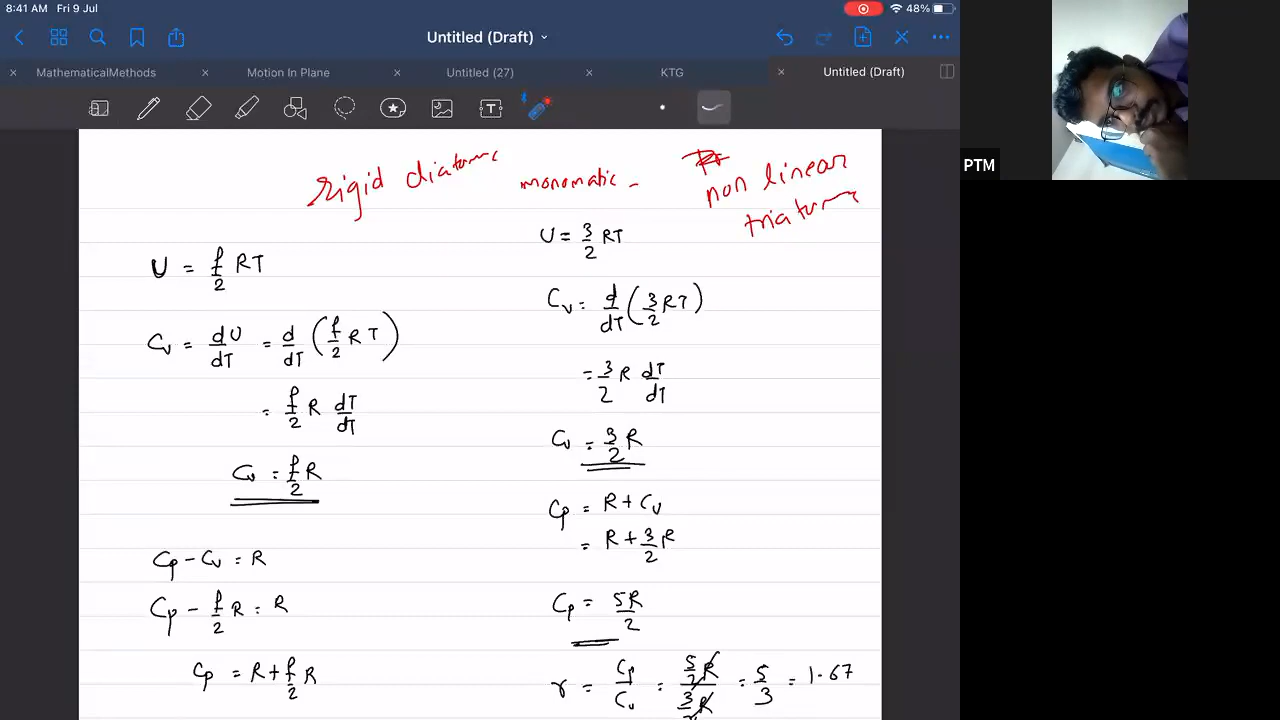 8:41 AM Fri 9 Jul
48%
Untitled (Draft)
MathematicalMethods
Motion In Plane
Untitled (27)
KTG
Untitled (Draft)
PTM
rigid diatomic
monomatic -
non linear
triatomic
U = f/2 RT
Cv = dU/dT = d/dT (f/2 R T)
= f/2 R dT/dT
Cv = f/2 R
Cp - Cv = R
Cp - f/2 R = R
Cp = R + f/2 R
U = 3/2 RT
Cv = d/dT (3/2 RT)
= 3/2 R dT/dT
Cv = 3/2 R
Cp = R + Cv
= R + 3/2 R
Cp = 5R/2
γ = Cp/Cv = 5/2 R / 3/2 R = 5/3 = 1.67